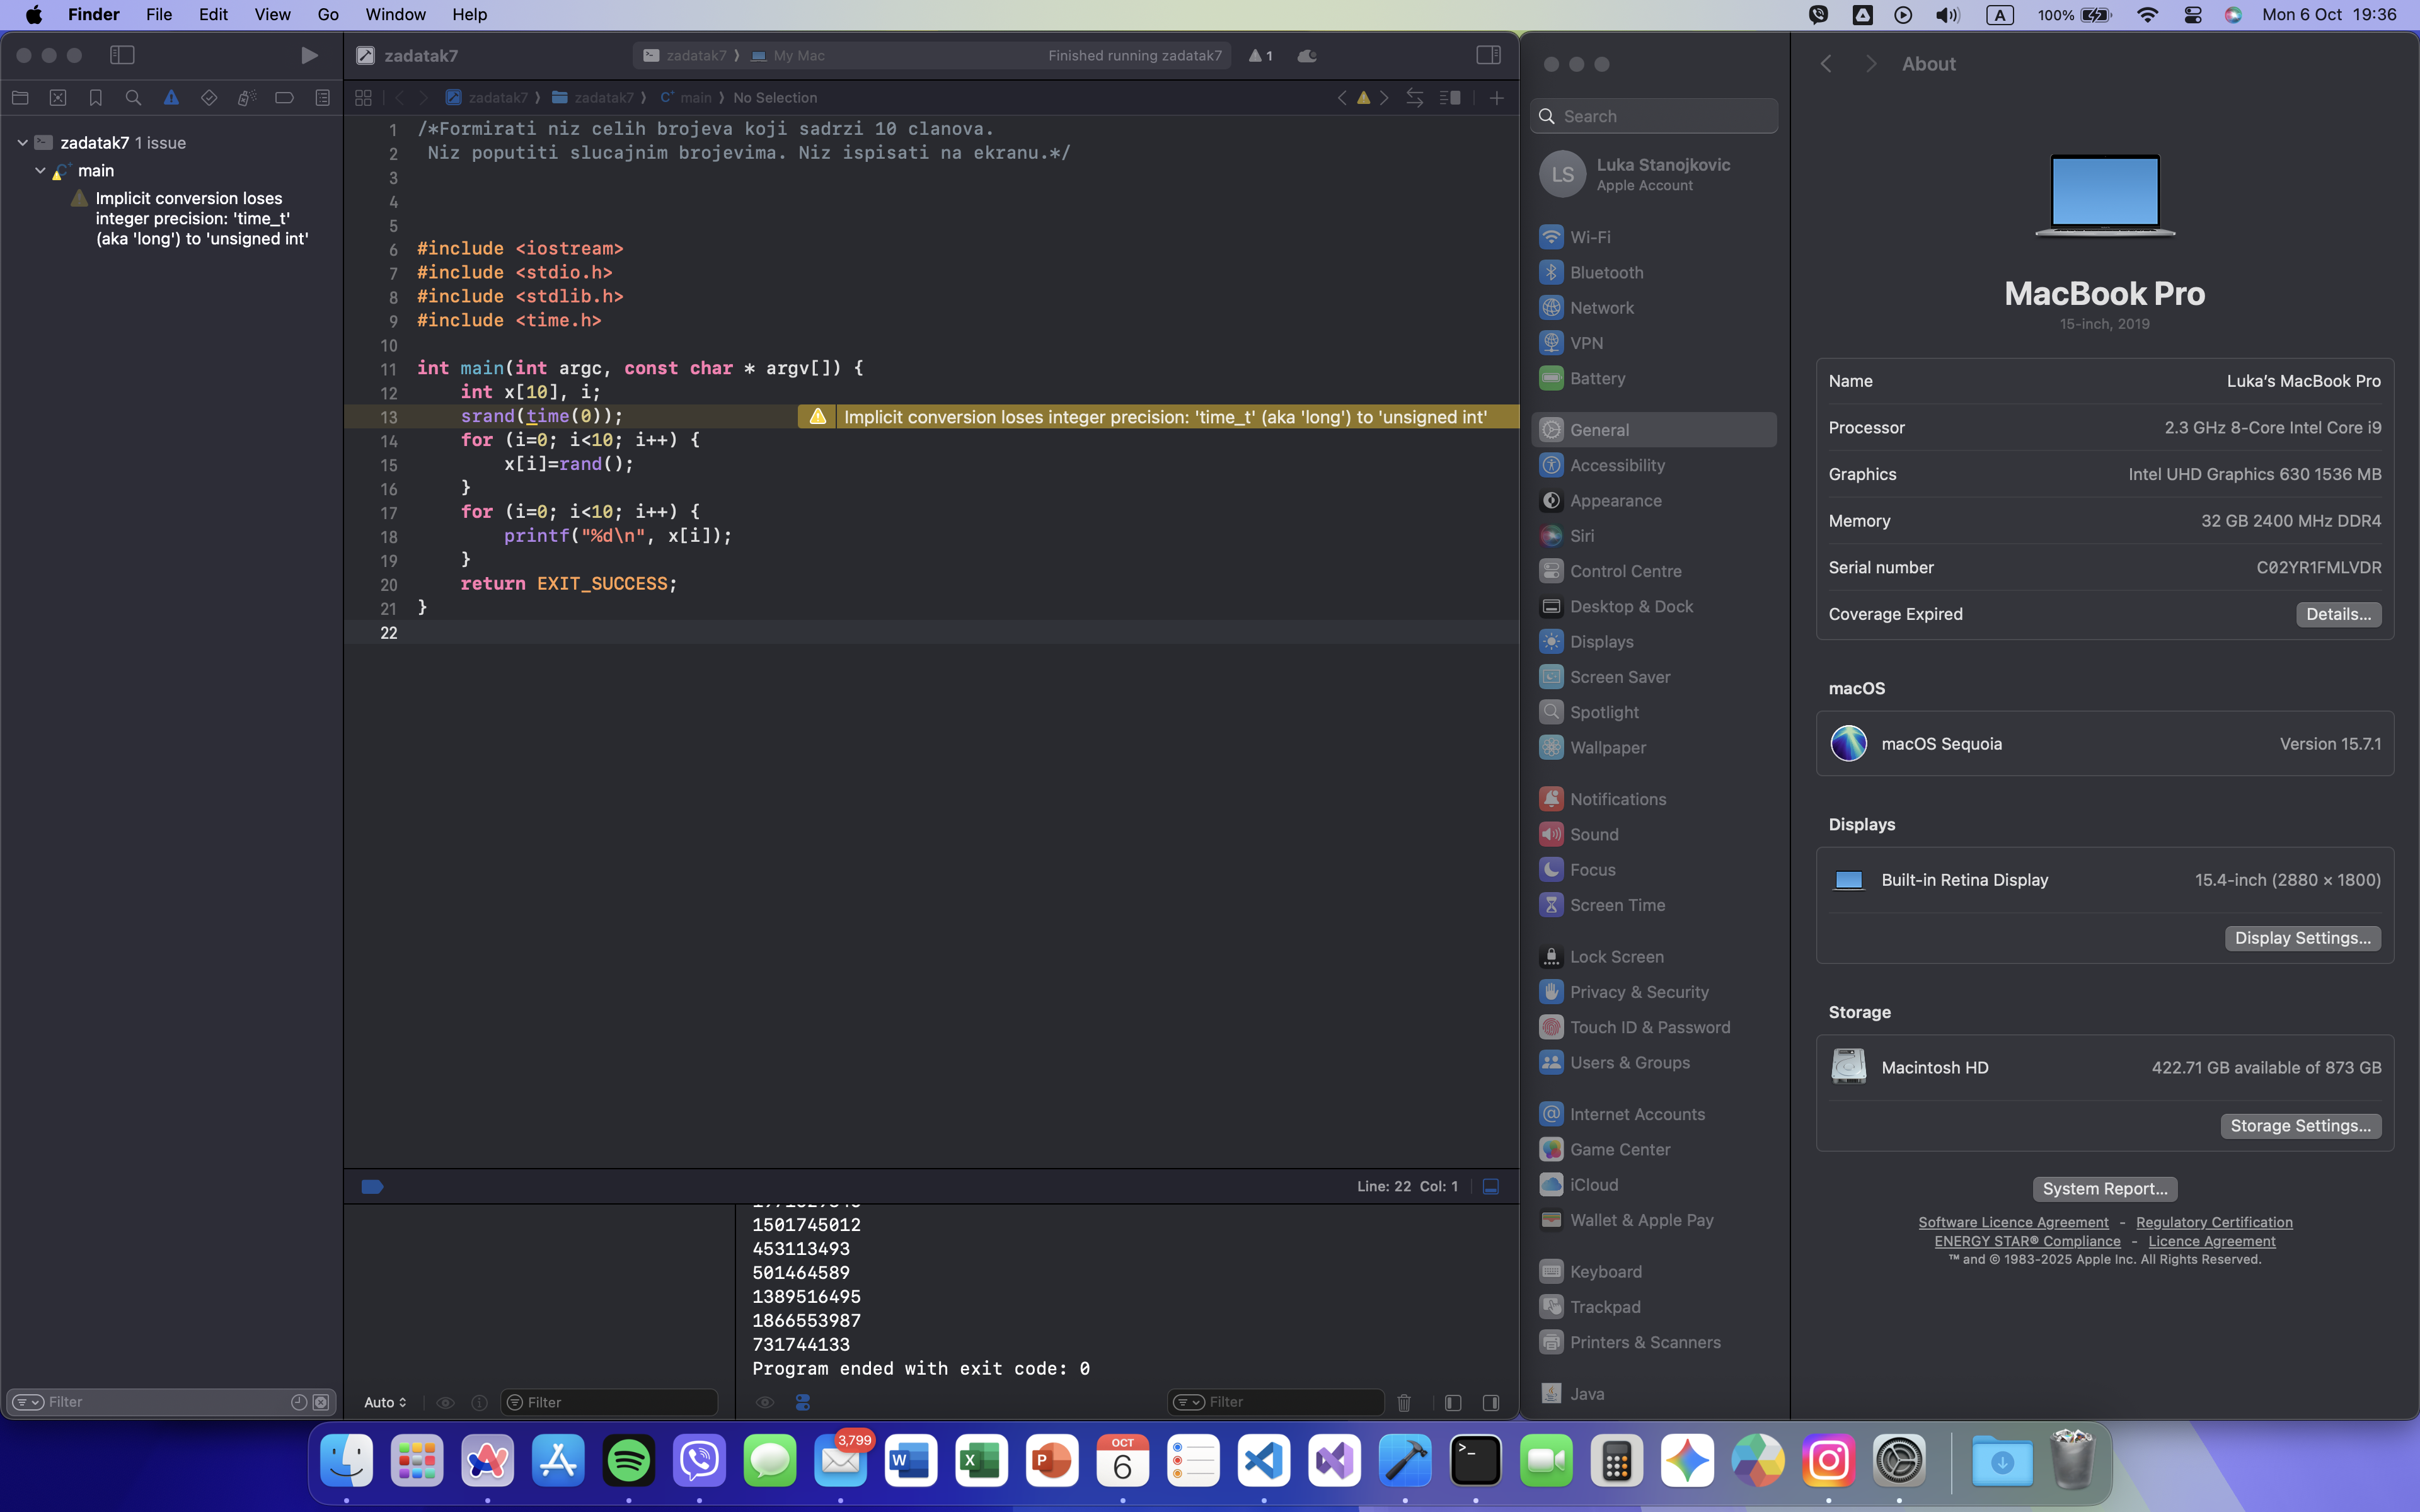 Finder File Edit View Go Window Help
A 100% Mon 6 Oct 19:36
zadatak7
zadatak7 My Mac
Finished running zadatak7
1
zadatak7 zadatak7 main No Selection
zadatak7 1 issue
main
Implicit conversion loses
integer precision: 'time_t'
(aka 'long') to 'unsigned int'
1 /*Formirati niz celih brojeva koji sadrzi 10 clanova.
2 Niz poputiti slucajnim brojevima. Niz ispisati na ekranu.*/
3
4
5
6 #include <iostream>
7 #include <stdio.h>
8 #include <stdlib.h>
9 #include <time.h>
10
11 int main(int argc, const char * argv[]) {
12 int x[10], i;
13 srand(time(0)); Implicit conversion loses integer precision: 'time_t' (aka 'long') to 'unsigned int'
14 for (i=0; i<10; i++) {
15 x[i]=rand();
16 }
17 for (i=0; i<10; i++) {
18 printf("%d\n", x[i]);
19 }
20 return EXIT_SUCCESS;
21 }
22
Line: 22 Col: 1
1501745012
453113493
501464589
1389516495
1866553987
731744133
Program ended with exit code: 0
Filter
Auto
Filter
Filter
Search
LS
Luka Stanojkovic
Apple Account
Wi-Fi
Bluetooth
Network
VPN
Battery
General
Accessibility
Appearance
Siri
Control Centre
Desktop & Dock
Displays
Screen Saver
Spotlight
Wallpaper
Notifications
Sound
Focus
Screen Time
Lock Screen
Privacy & Security
Touch ID & Password
Users & Groups
Internet Accounts
Game Center
iCloud
Wallet & Apple Pay
Keyboard
Trackpad
Printers & Scanners
Java
About
MacBook Pro
15-inch, 2019
Name Luka's MacBook Pro
Processor 2.3 GHz 8-Core Intel Core i9
Graphics Intel UHD Graphics 630 1536 MB
Memory 32 GB 2400 MHz DDR4
Serial number C02YR1FMLVDR
Coverage Expired Details...
macOS
macOS Sequoia Version 15.7.1
Displays
Built-in Retina Display 15.4-inch (2880 × 1800)
Display Settings...
Storage
Macintosh HD 422.71 GB available of 873 GB
Storage Settings...
System Report...
Software Licence Agreement - Regulatory Certification
ENERGY STAR® Compliance - Licence Agreement
™ and © 1983-2025 Apple Inc. All Rights Reserved.
3,799
W
X
P
OCT
6